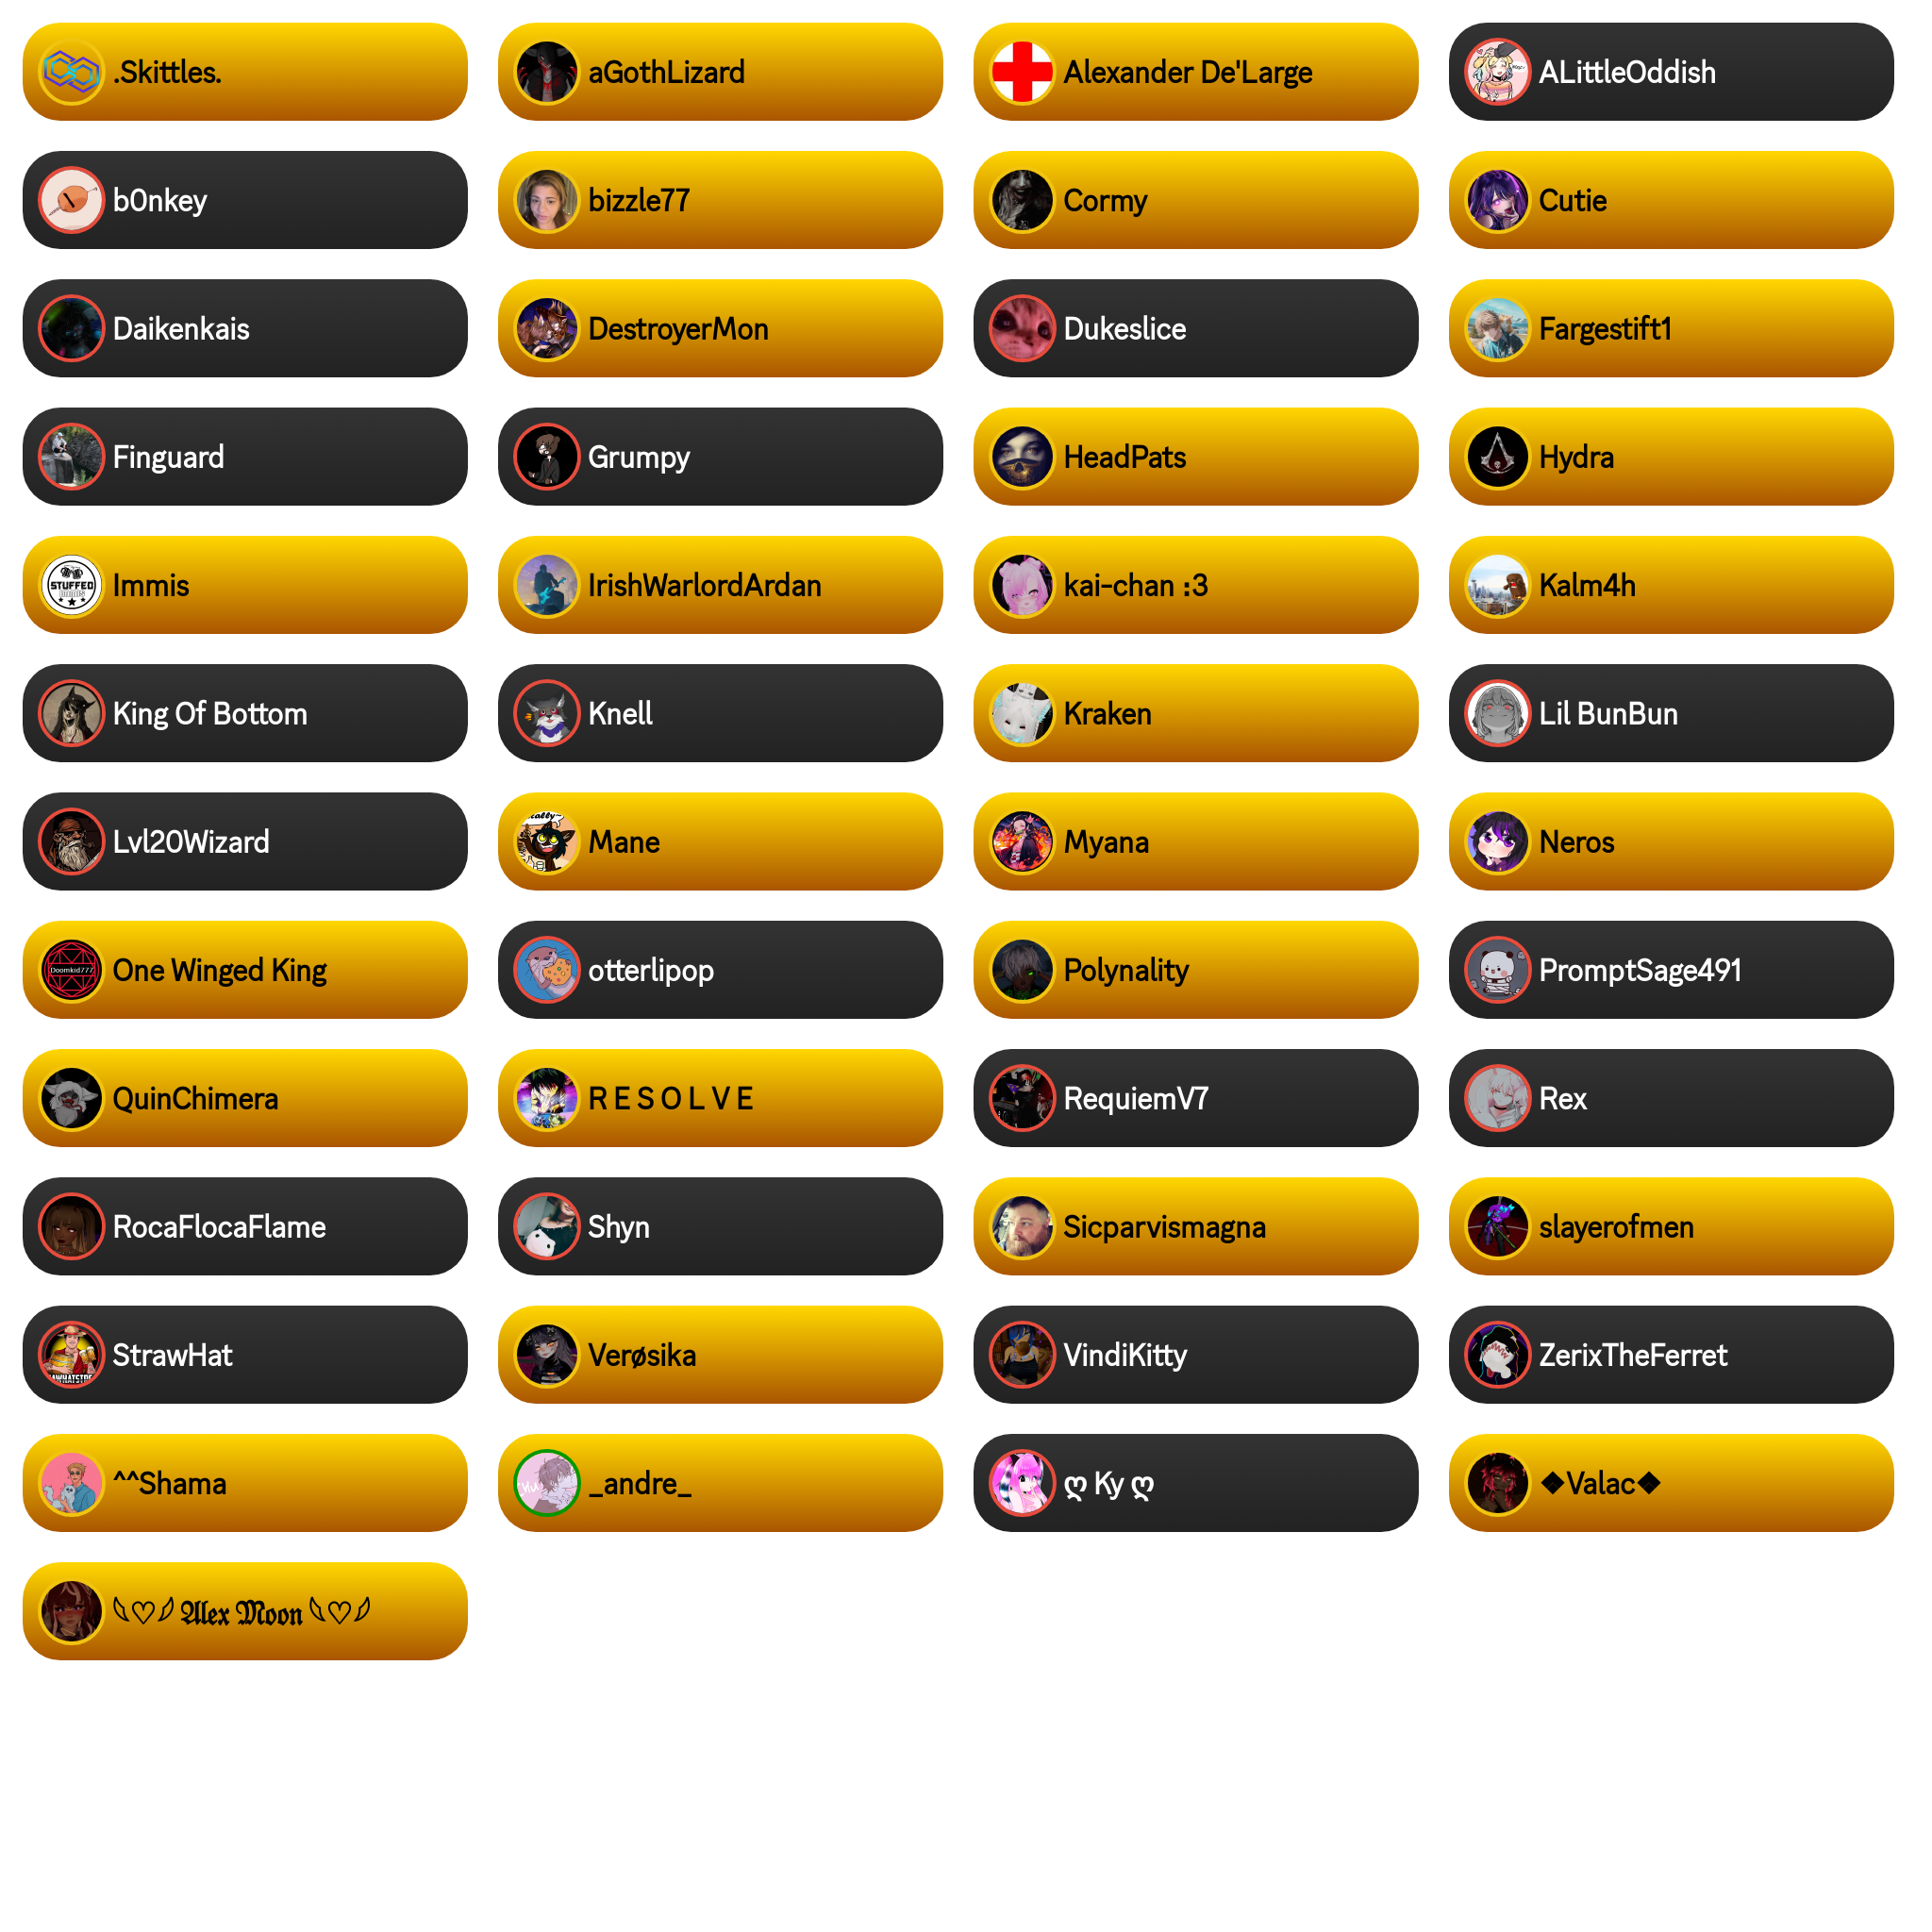 .Skittles. aGothLizard Alexander De'Large ALittleOddish
b0nkey bizzle77 Cormy Cutie
Daikenkais DestroyerMon Dukeslice Fargestift1
Finguard Grumpy HeadPats Hydra
STUFFED
Immis IrishWarlordArdan kai-chan :3 Kalm4h
King Of Bottom Knell Kraken Lil BunBun
Lvl20Wizard Mane Myana Neros
Doomkid777
One Winged King otterlipop Polynality PromptSage491
QuinChimera R E S O L V E RequiemV7 Rex
RocaFlocaFlame Shyn Sicparvismagna slayerofmen
StrawHat Verøsika VindiKitty ZerixTheFerret
^^Shama _andre_ ღ Ky ღ ❖Valac❖
𓆩♡𓆪 𝕬𝖑𝖊𝖝 𝕸𝖔𝖔𝖓 𓆩♡𓆪